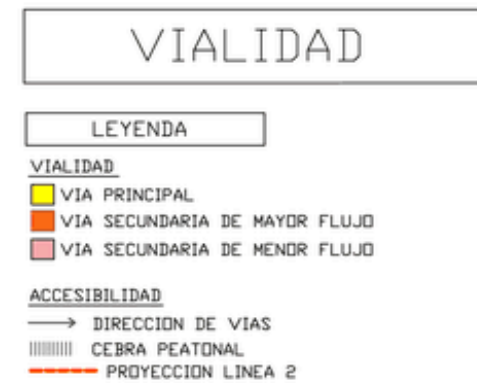 VIALIDAD
LEYENDA
VIALIDAD
VIA PRINCIPAL
VIA SECUNDARIA DE MAYOR FLUJO
VIA SECUNDARIA DE MENOR FLUJO
ACCESIBILIDAD
DIRECCION DE VIAS
CEBRA PEATONAL
PROYECCION LINEA 2